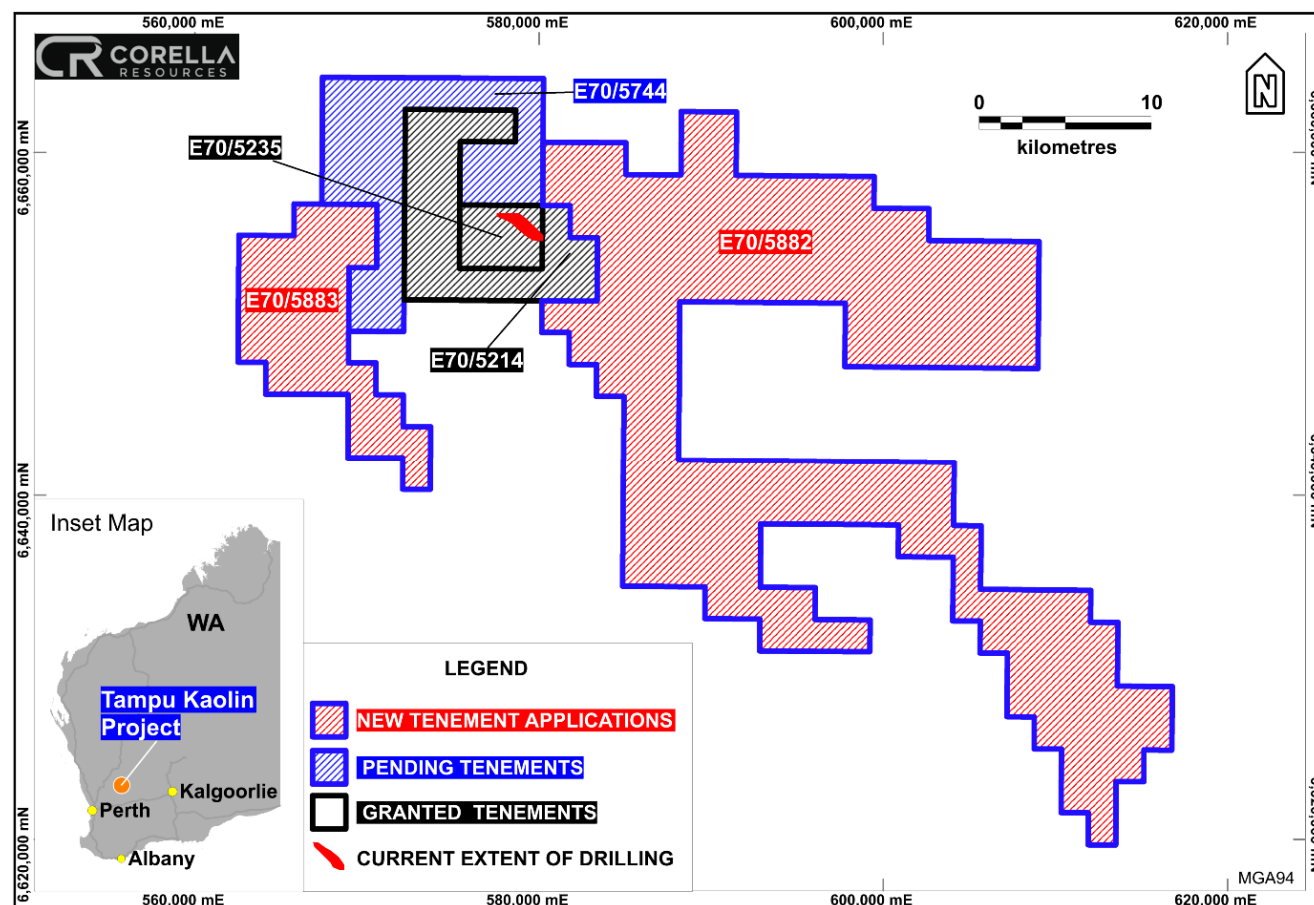 560,000 mE
580,000 mE
600,000 mE
620,000 mE
CR CORELLA
RESOURCES
E70/5744
0
10
kilometres
N
E70/5235
6,660,000 mN
E70/5882
E70/5883
E70/5214
6,640,000 mN
Inset Map
WA
Tampu Kaolin
Project
Kalgoorlie
Perth
Albany
LEGEND
NEW TENEMENT APPLICATIONS
PENDING TENEMENTS
GRANTED TENEMENTS
CURRENT EXTENT OF DRILLING
6,620,000 mN
MGA94
560,000 mE
580,000 mE
600,000 mE
620,000 mE